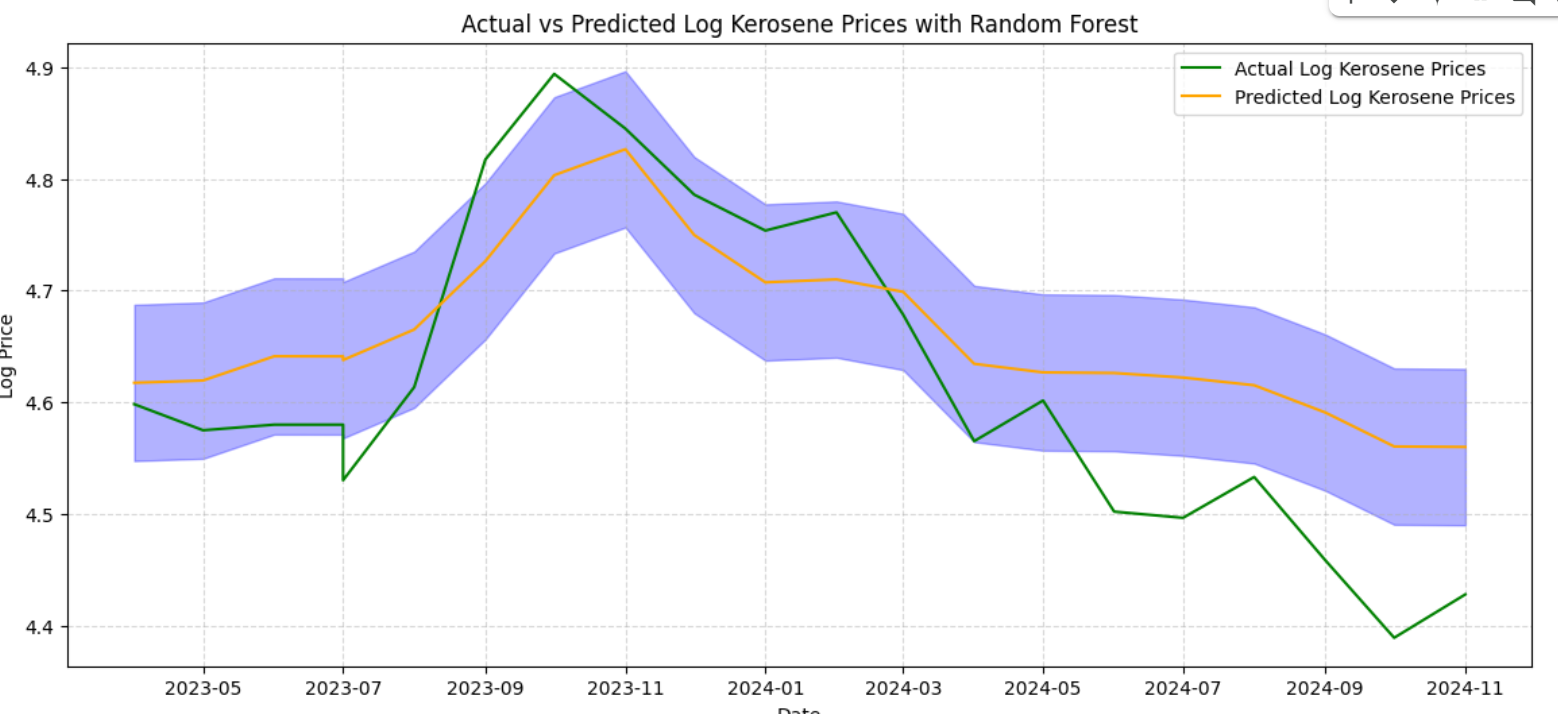 Actual vs Predicted Log Kerosene Prices with Random Forest
Actual Log Kerosene Prices
Predicted Log Kerosene Prices
4.9
4.8
4.7
4.6
4.5
4.4
Log Price
2023-05 2023-07 2023-09 2023-11 2024-01 2024-03 2024-05 2024-07 2024-09 2024-11
Date